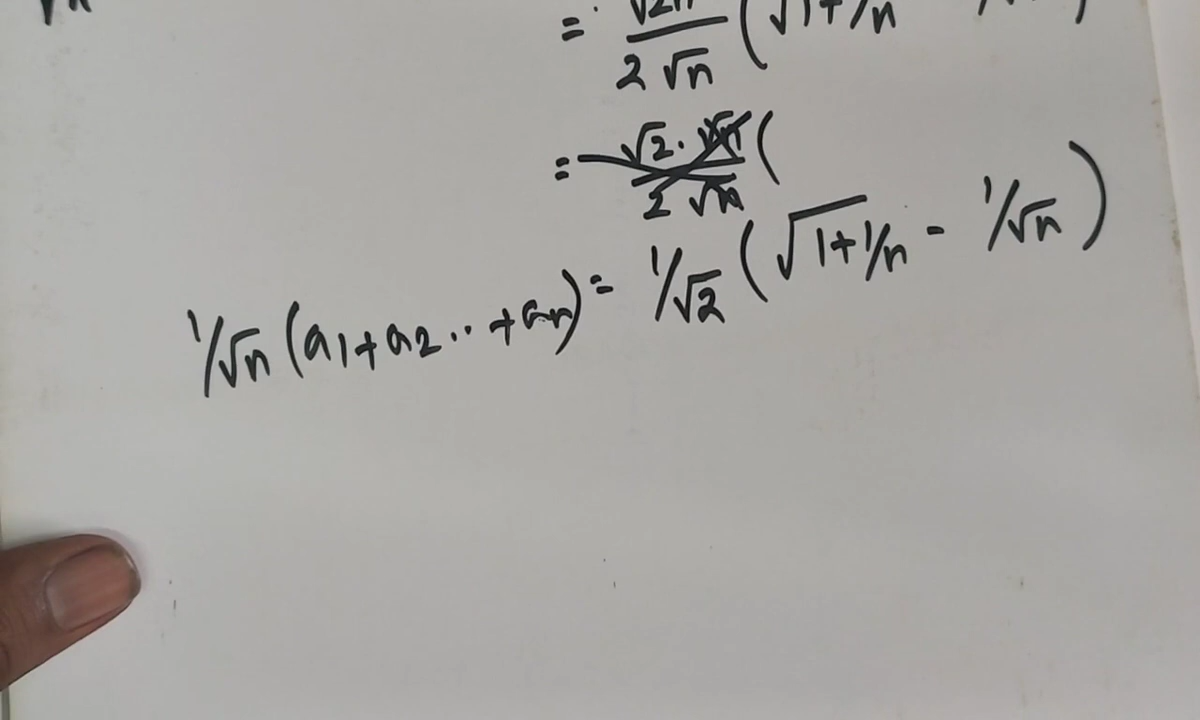 = √2n / 2√n (√1+1/n
= √2 · √n / 2 √n (
1/√n (a1+a2..+an) = 1/√2 (√1+1/n - 1/√n)